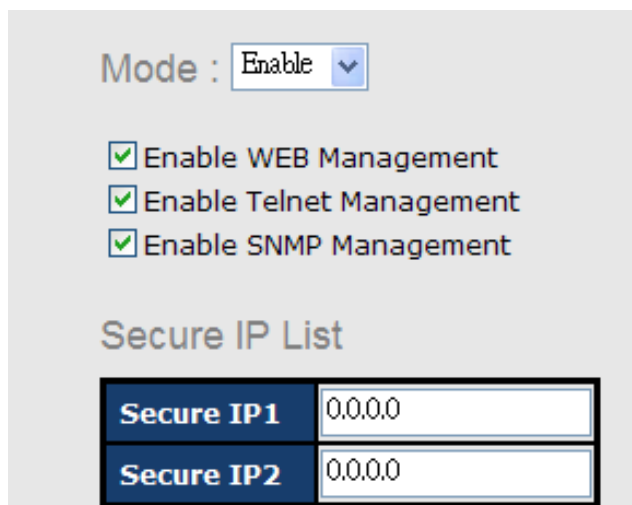 Mode : Enable
Enable WEB Management
Enable Telnet Management
Enable SNMP Management
Secure IP List
Secure IP1 0.0.0.0
Secure IP2 0.0.0.0